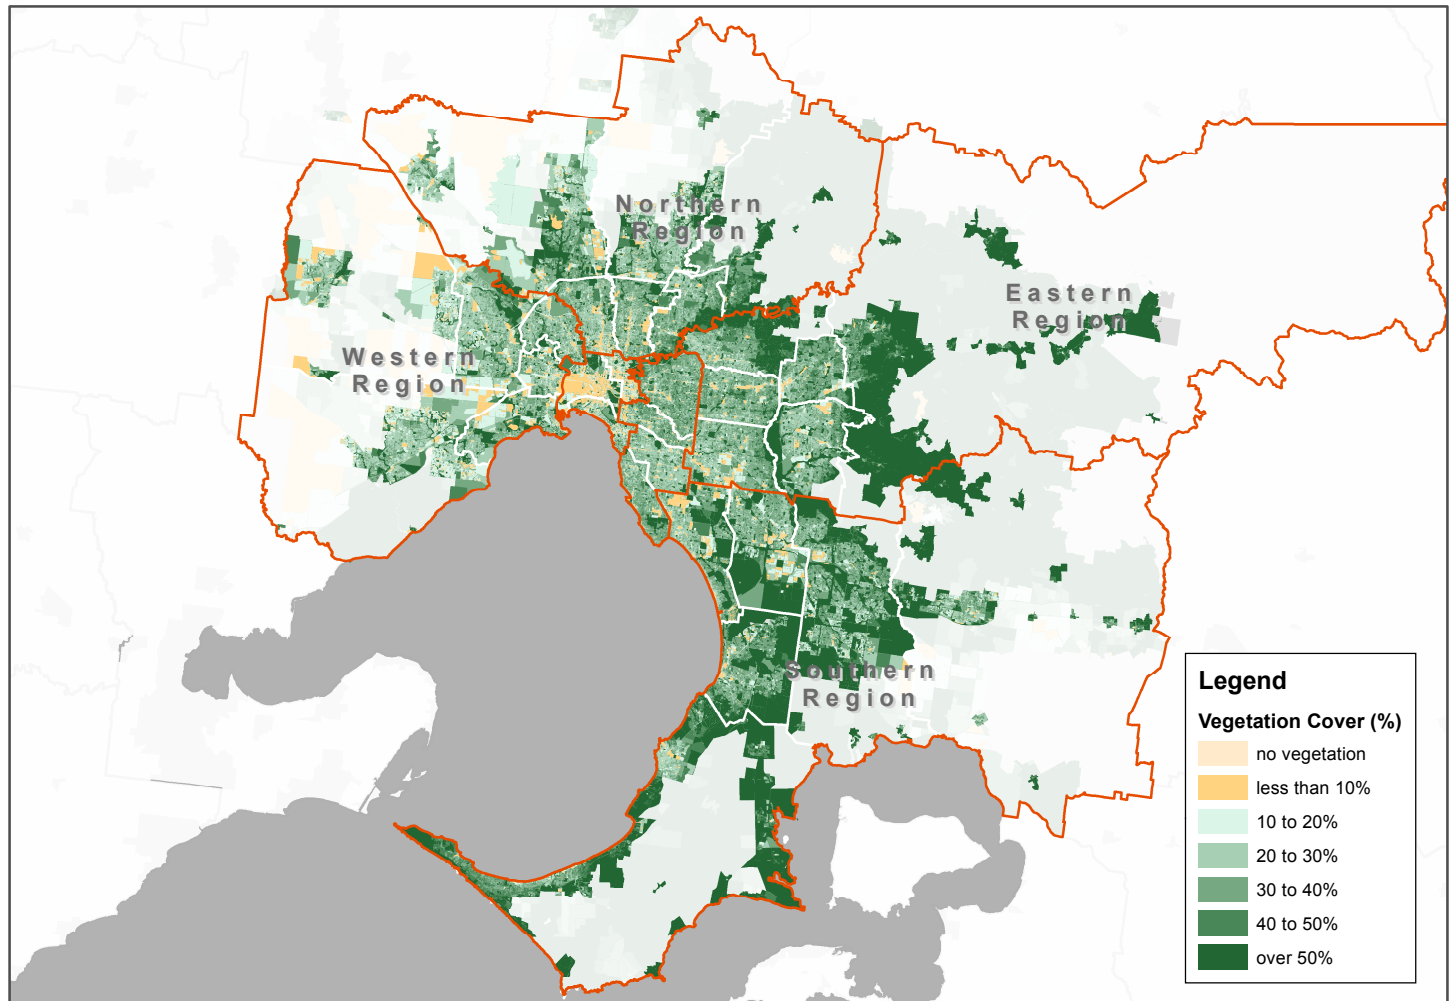 Northern
Region
Eastern
Region
Western
Region
Southern
Region
Legend
Vegetation Cover (%)
no vegetation
less than 10%
10 to 20%
20 to 30%
30 to 40%
40 to 50%
over 50%